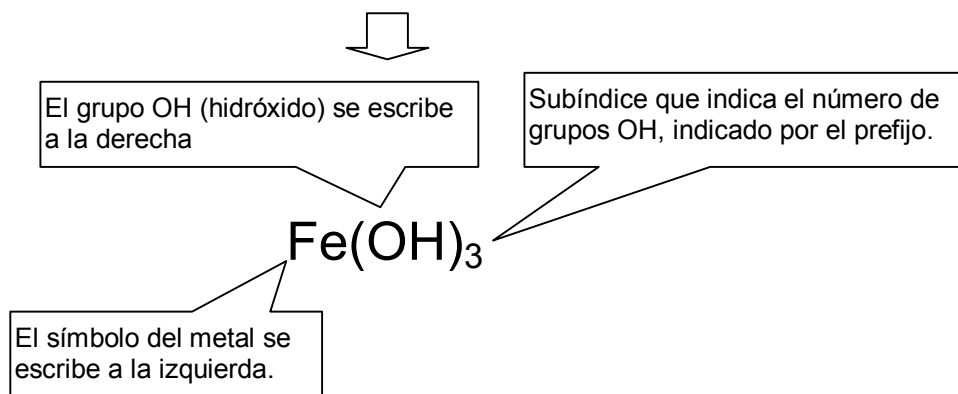 El grupo OH (hidróxido) se escribe
a la derecha
Subíndice que indica el número de
grupos OH, indicado por el prefijo.
Fe(OH)₃
El símbolo del metal se
escribe a la izquierda.